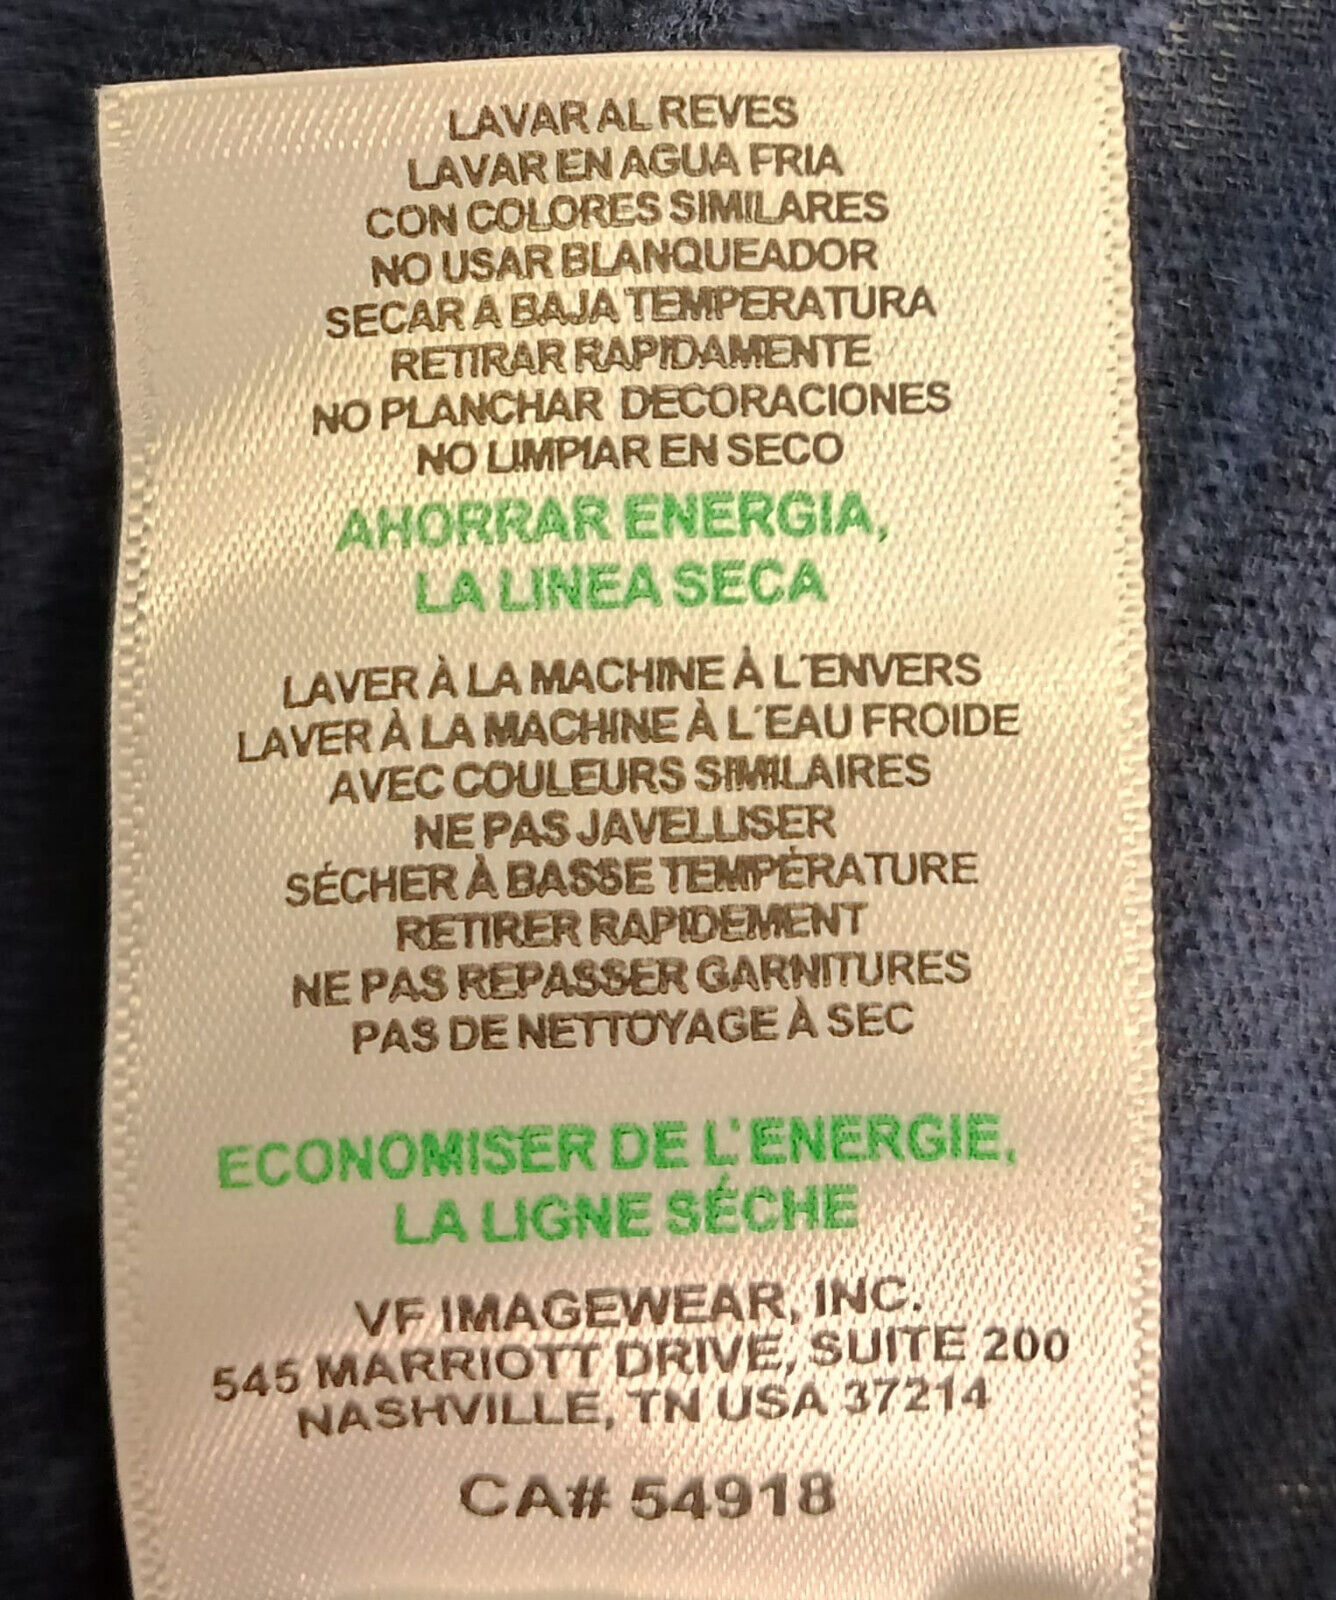 LAVAR AL REVES
LAVAR EN AGUA FRIA
CON COLORES SIMILARES
NO USAR BLANQUEADOR
SECAR A BAJA TEMPERATURA
RETIRAR RAPIDAMENTE
NO PLANCHAR DECORACIONES
NO LIMPIAR EN SECO
AHORRAR ENERGIA,
LA LINEA SECA
LAVER À LA MACHINE À L'ENVERS
LAVER À LA MACHINE À L'EAU FROIDE
AVEC COULEURS SIMILAIRES
NE PAS JAVELLISER
SÉCHER À BASSE TEMPÉRATURE
RETIRER RAPIDEMENT
NE PAS REPASSER GARNITURES
PAS DE NETTOYAGE À SEC
ECONOMISER DE L'ENERGIE,
LA LIGNE SÉCHE
VF IMAGEWEAR, INC.
545 MARRIOTT DRIVE, SUITE 200
NASHVILLE, TN USA 37214
CA# 54918